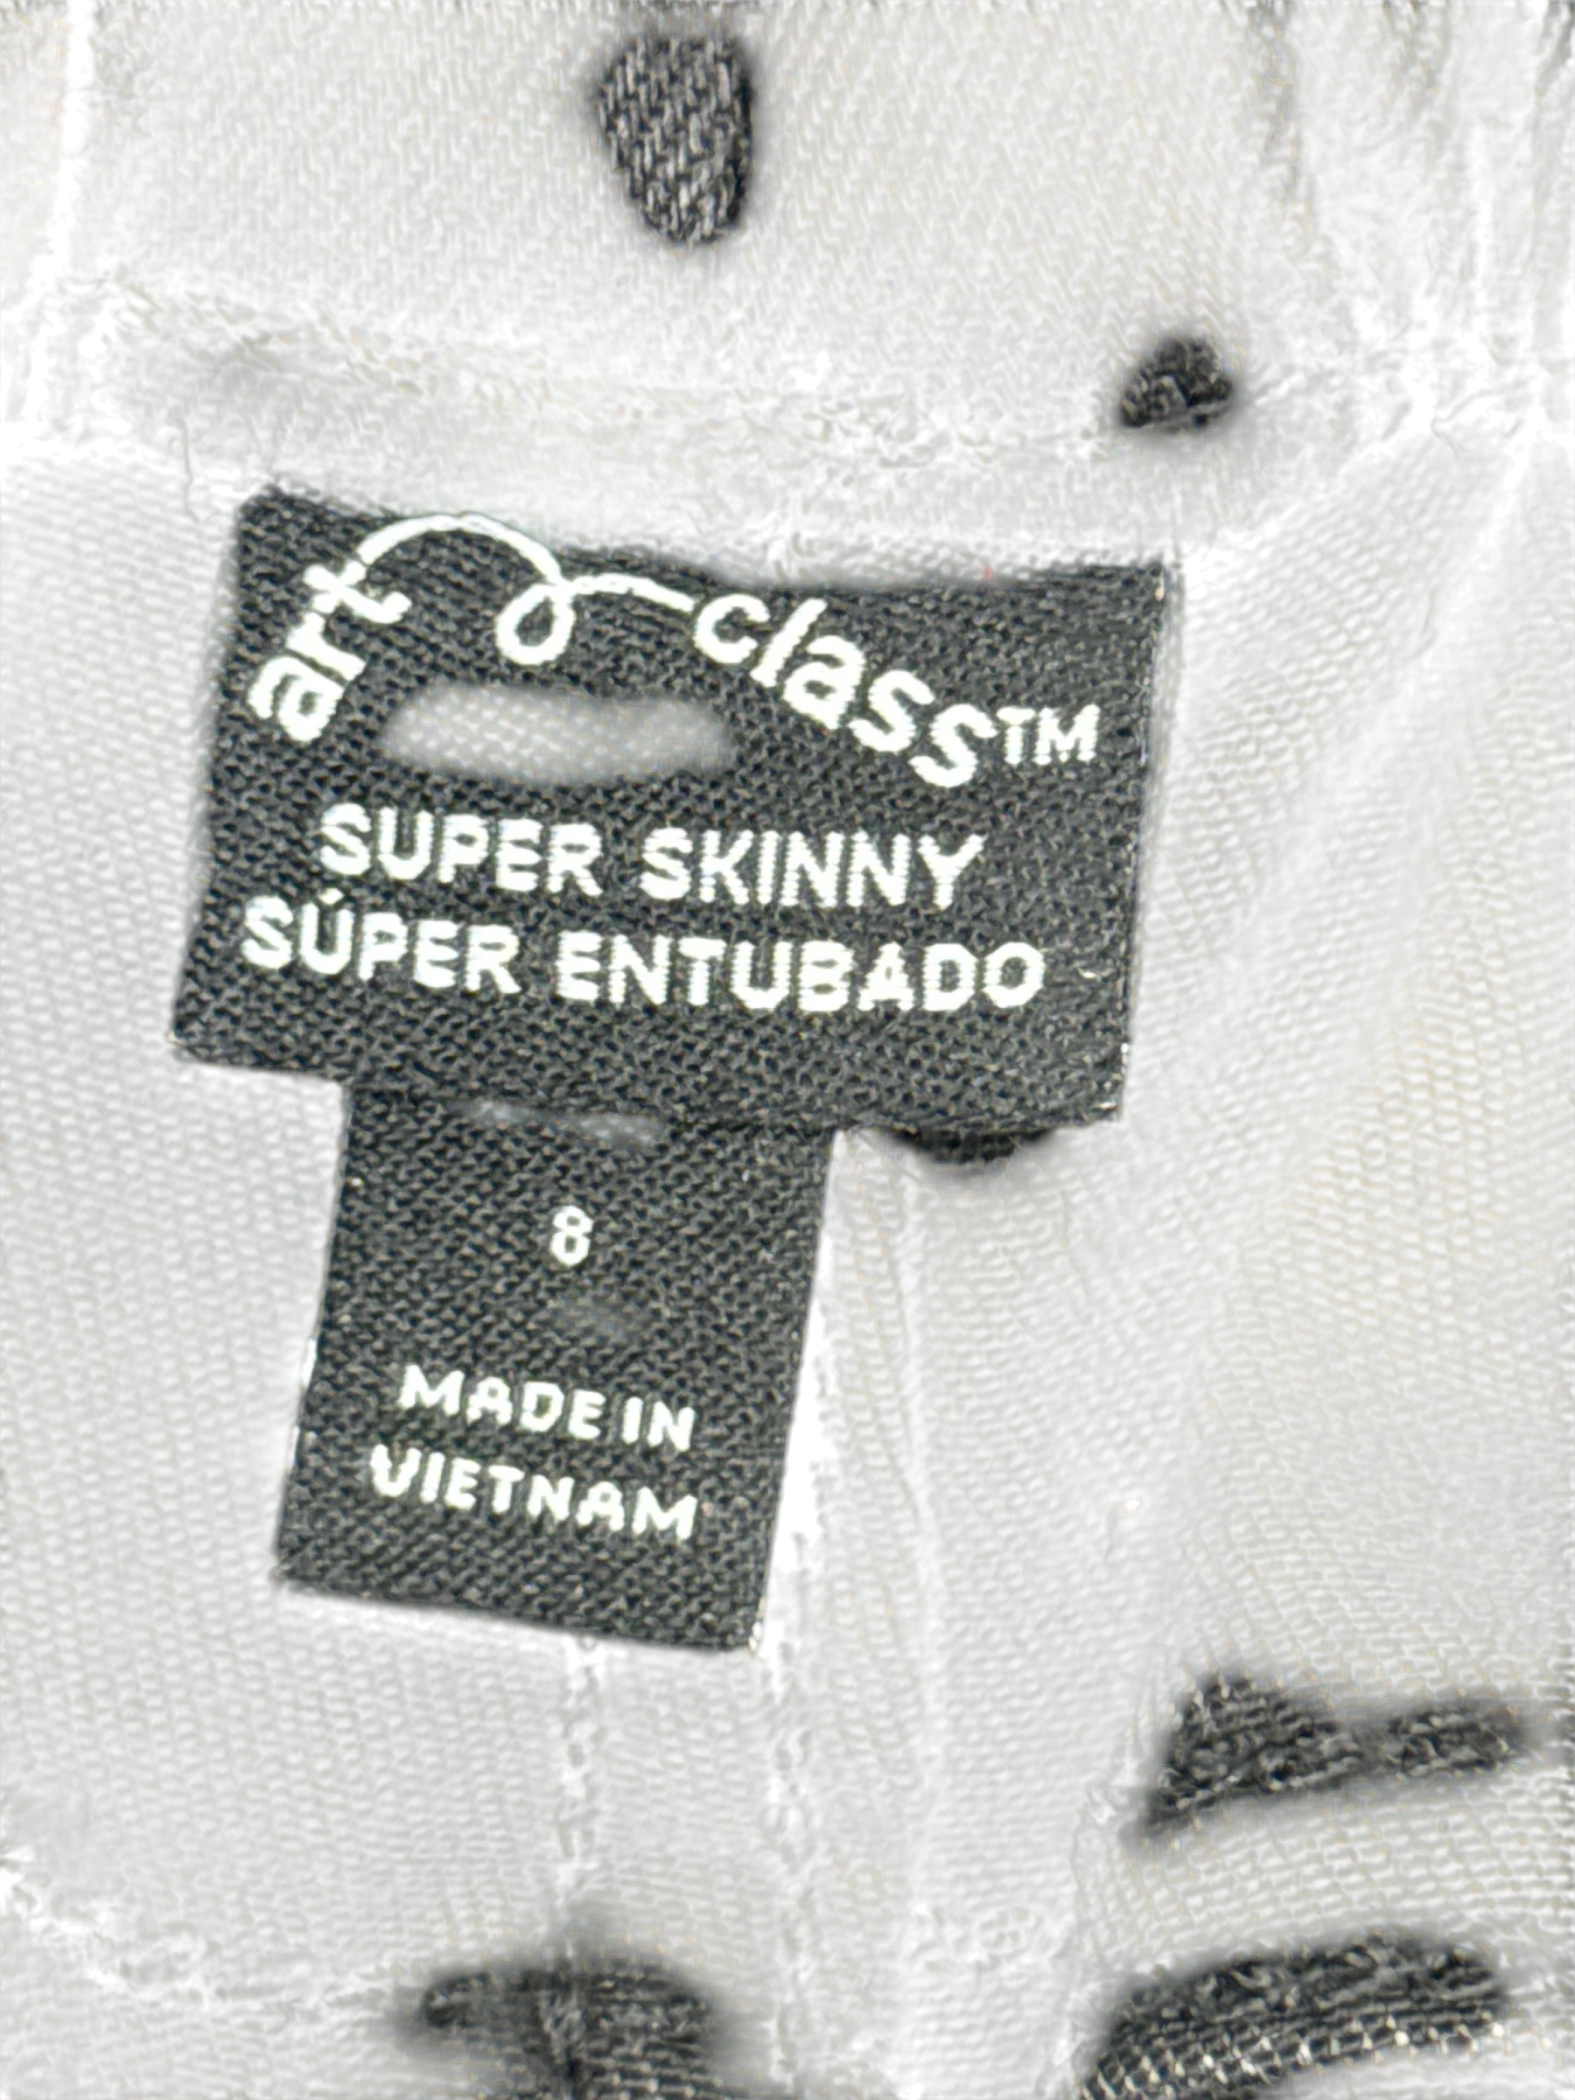 art class™
SUPER SKINNY
SÚPER ENTUBADO
8
MADE IN
VIETNAM